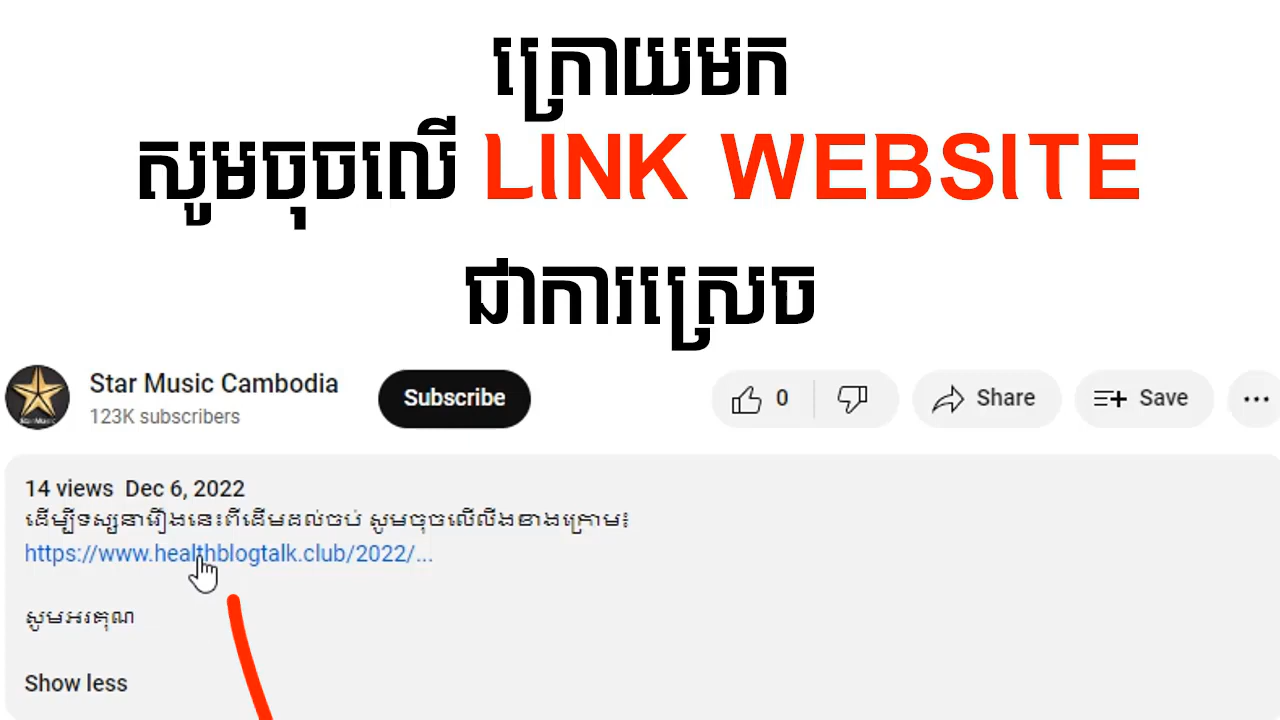 ក្រោយមក
សូមចុចលើ LINK WEBSITE
ជាការស្រេច
Star Music Cambodia
123K subscribers
Subscribe
0
Share
Save
14 views Dec 6, 2022
ដើម្បីទស្សនារឿងនេះពីដើមដល់ចប់ សូមចុចលើលីងខាងក្រោម៖
https://www.healthblogtalk.club/2022/...
សូមអរគុណ
Show less